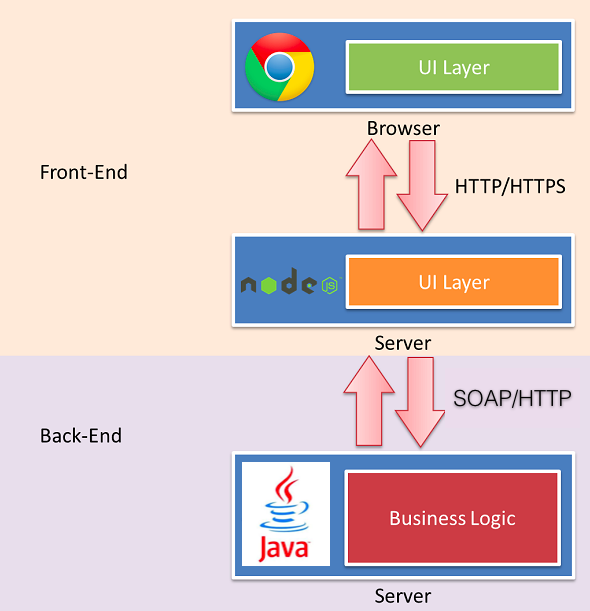 UI Layer
Browser
Front-End
HTTP/HTTPS
node JS
UI Layer
Server
SOAP/HTTP
Back-End
Java
Business Logic
Server